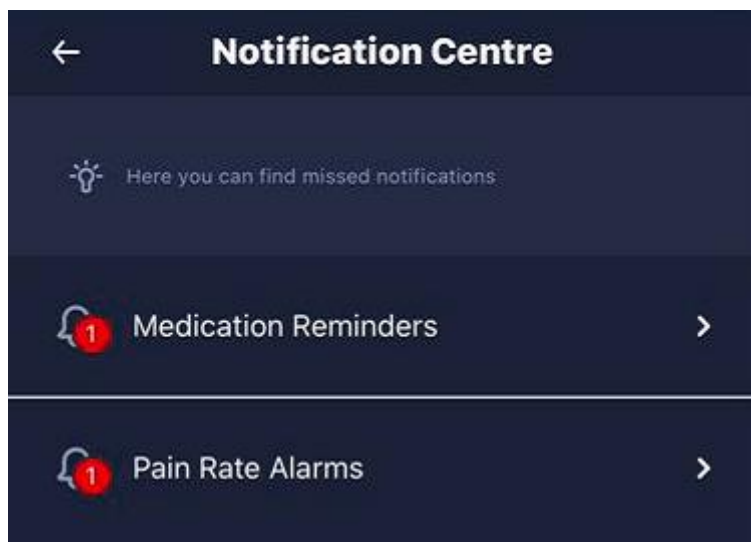 Notification Centre
Here you can find missed notifications
1
Medication Reminders
1
Pain Rate Alarms